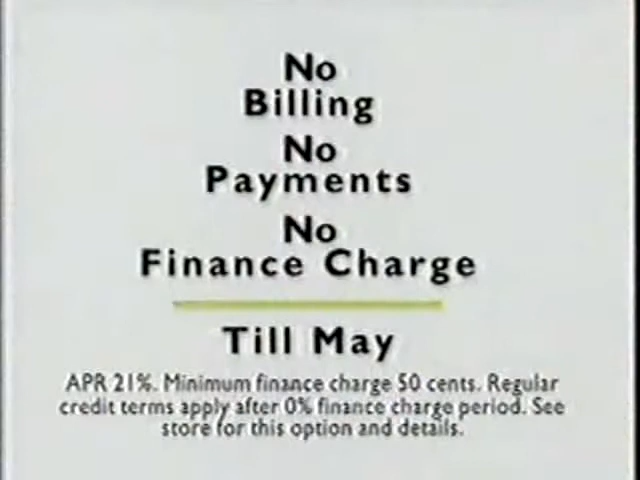 No
Billing
No
Payments
No
Finance Charge
Till May
APR 21%. Minimum finance charge 50 cents. Regular
credit terms apply after 0% finance charge period. See
store for this option and details.